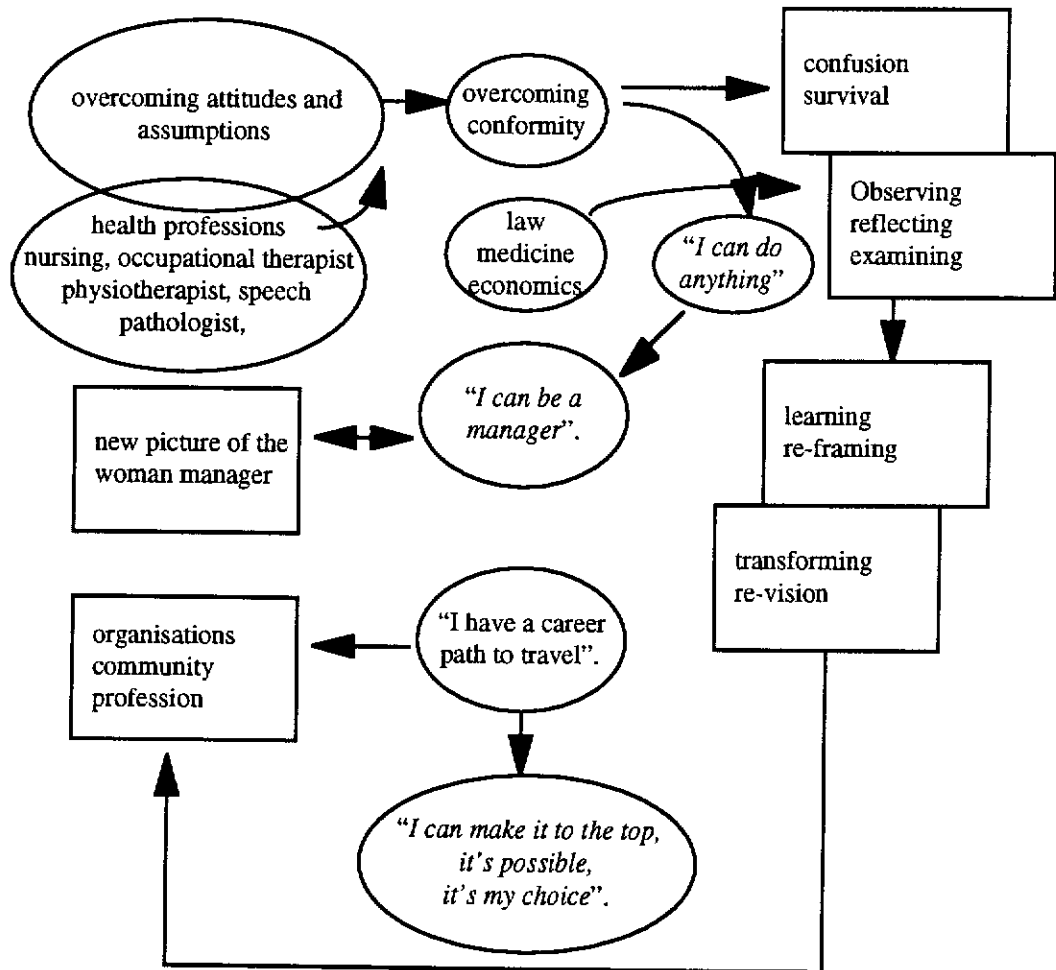 overcoming attitudes and
assumptions
overcoming
conformity
confusion
survival
health professions
nursing, occupational therapist
physiotherapist, speech
pathologist,
law
medicine
economics
“I can do
anything”
Observing
reflecting
examining
“I can be a
manager”.
new picture of the
woman manager
learning
re-framing
transforming
re-vision
“I have a career
path to travel”.
organisations
community
profession
“I can make it to the top,
it's possible,
it's my choice”.